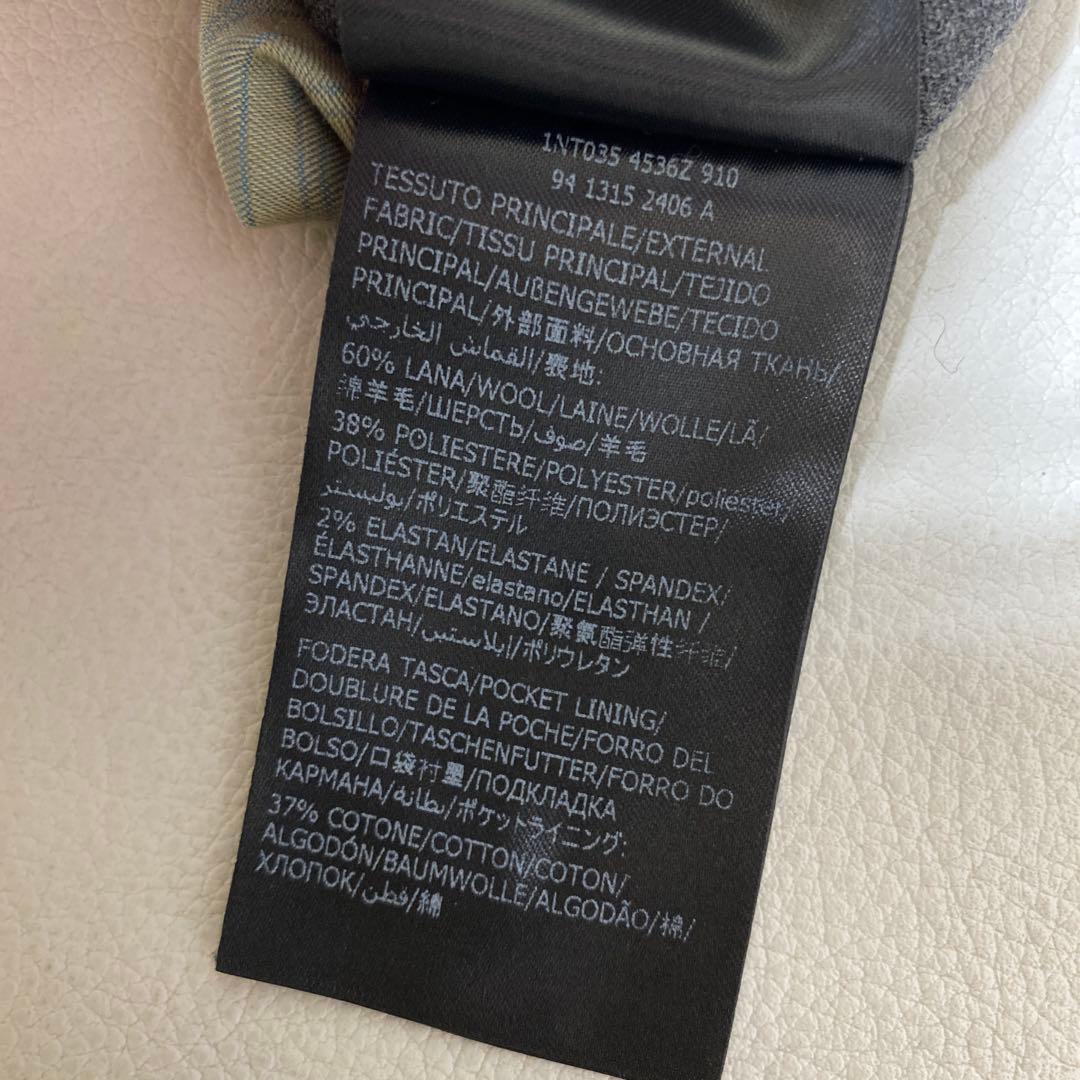 1NT035 4536Z 910
94 1315 2406 A
TESSUTO PRINCIPALE/EXTERNAL
FABRIC/TISSU PRINCIPAL/TEJIDO
PRINCIPAL/AUßENGEWEBE/TECIDO
PRINCIPAL/外部面料/ОСНОВНАЯ ТКАНЬ/
القماش الخارجي/表地:
60% LANA/WOOL/LAINE/WOLLE/LÃ/
绵羊毛/ШЕРСТЬ/صوف/羊毛
38% POLIESTERE/POLYESTER/poliéster/
POLIÉSTER/聚酯纤维/ПОЛИЭСТЕР/
بوليستر/ポリエステル
2% ELASTAN/ELASTANE / SPANDEX/
ÉLASTHANNE/elastano/ELASTHAN /
SPANDEX/ELASTANO/聚氨酯弹性纤维/
ЭЛАСТАН/إيلاستس/ポリウレタン
FODERA TASCA/POCKET LINING/
DOUBLURE DE LA POCHE/FORRO DEL
BOLSILLO/TASCHENFUTTER/FORRO DO
BOLSO/口袋衬里/ПОДКЛАДКА
КАРМАНА/بطانة/ポケットライニング:
37% COTONE/COTTON/COTON/
ALGODÓN/BAUMWOLLE/ALGODÃO/棉/
ХЛОПОК/قطن/綿